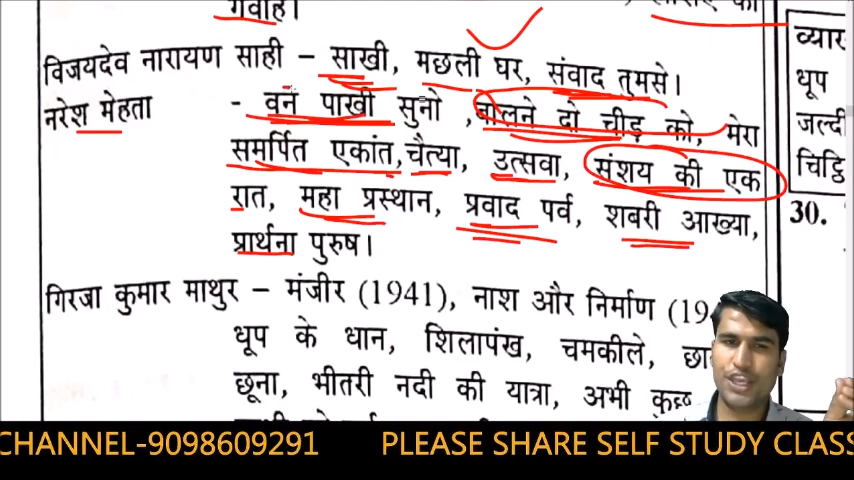 गवाह।
विजयदेव नारायण साही – साखी, मछली घर, संवाद तुमसे।
नरेश मेहता - वन पाखी सुनो ,बोलने दो चीड़ को, मेरा
समर्पित एकांत, चैत्या, उत्सवा, संशय की एक
रात, महा प्रस्थान, प्रवाद पर्व, शबरी आख्या,
प्रार्थना पुरुष।
गिरजा कुमार माथुर – मंजीर (1941), नाश और निर्माण
धूप के धान, शिलापंख, चमकीले,
छूना, भीतरी नदी की यात्रा, अभी कुछ
व्याख
धूप
जल्दी
चिट्ठि
30.
CHANNEL-9098609291 PLEASE SHARE SELF STUDY CLASS